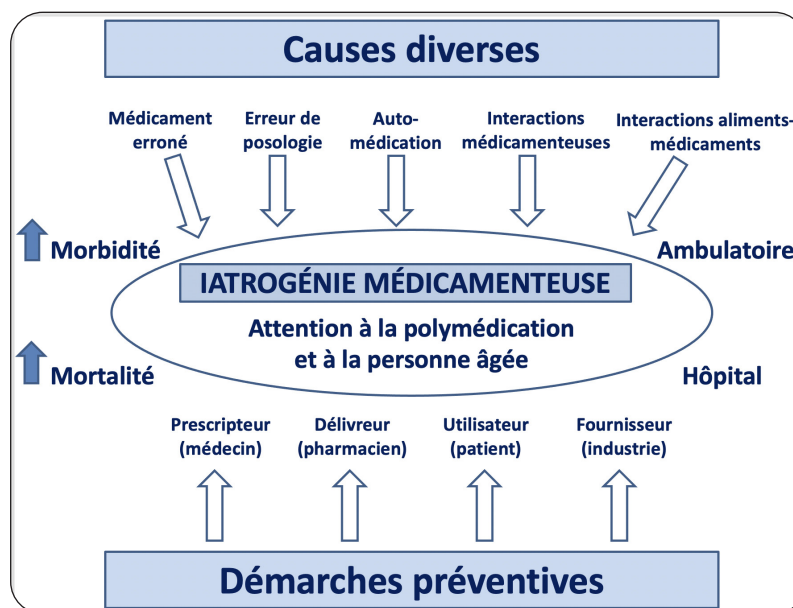 Causes diverses
Médicament
erroné
Erreur de
posologie
Auto-
médication
Interactions
médicamenteuses
Interactions aliments-
médicaments
Morbidité
Ambulatoire
IATROGÉNIE MÉDICAMENTEUSE
Attention à la polymédication
et à la personne âgée
Mortalité
Hôpital
Prescripteur
(médecin)
Délivreur
(pharmacien)
Utilisateur
(patient)
Fournisseur
(industrie)
Démarches préventives